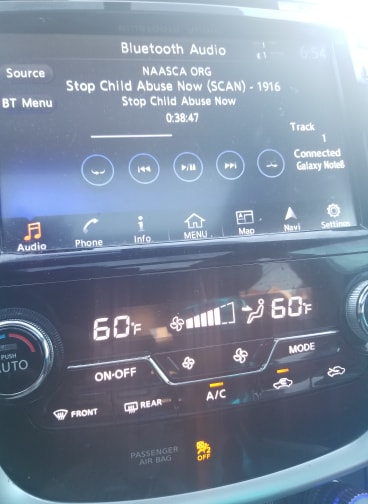 Bluetooth Audio
6:54
Source
NAASCA ORG
Stop Child Abuse Now (SCAN) - 1916
BT Menu
Stop Child Abuse Now
0:38:47
Track
1
Connected
Galaxy Note8
Audio
Phone
Info
MENU
Map
Navi
Settings
60°F
60°F
PUSH
AUTO
ON·OFF
MODE
FRONT
REAR
A/C
PASSENGER
AIR BAG
OFF